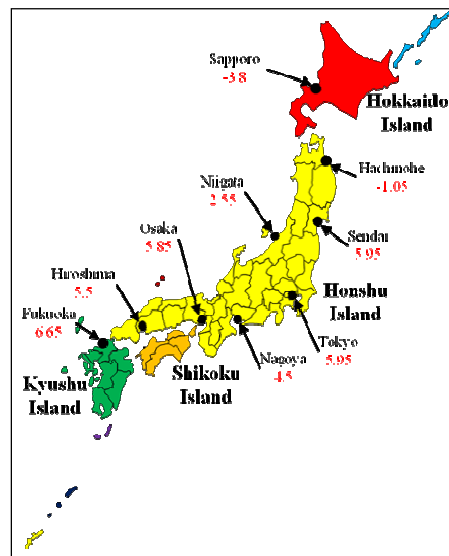 Sapporo
-3.8
Hokkaido
Island
Hachinohe
-1.05
Niigata
2.55
Sendai
5.95
Osaka
5.85
Hiroshima
5.5
Honshu
Island
Fukuoka
6.65
Tokyo
5.95
Nagoya
4.5
Shikoku
Island
Kyushu
Island